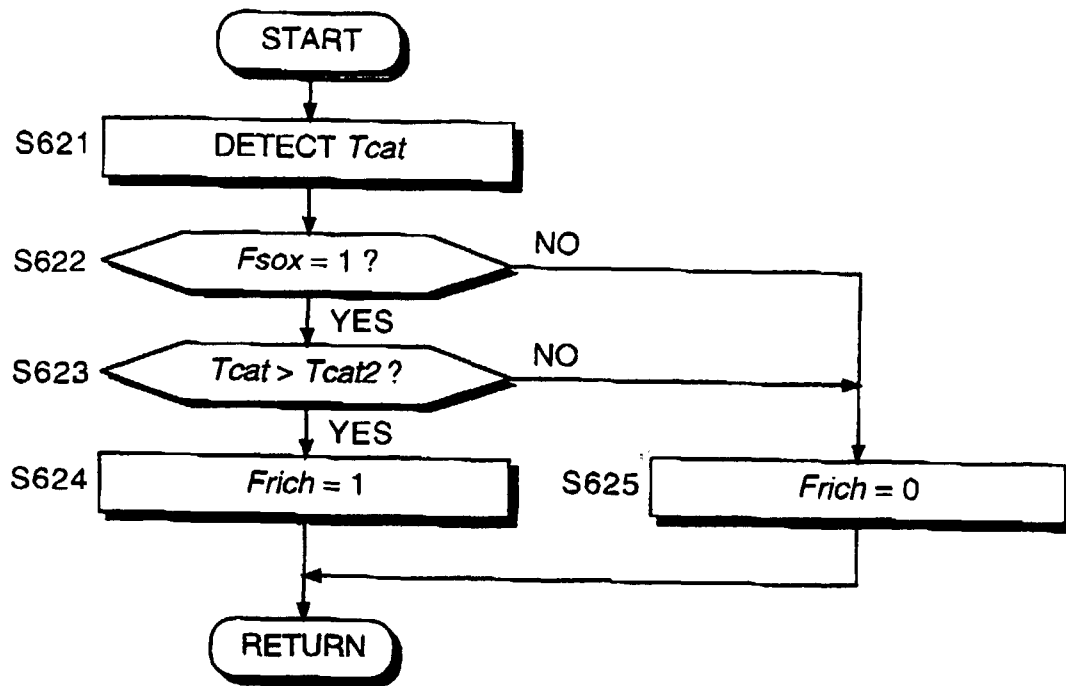 START
S621
DETECT Tcat
S622
Fsox = 1 ?
NO
YES
S623
Tcat > Tcat2 ?
NO
YES
S624
Frich = 1
S625
Frich = 0
RETURN